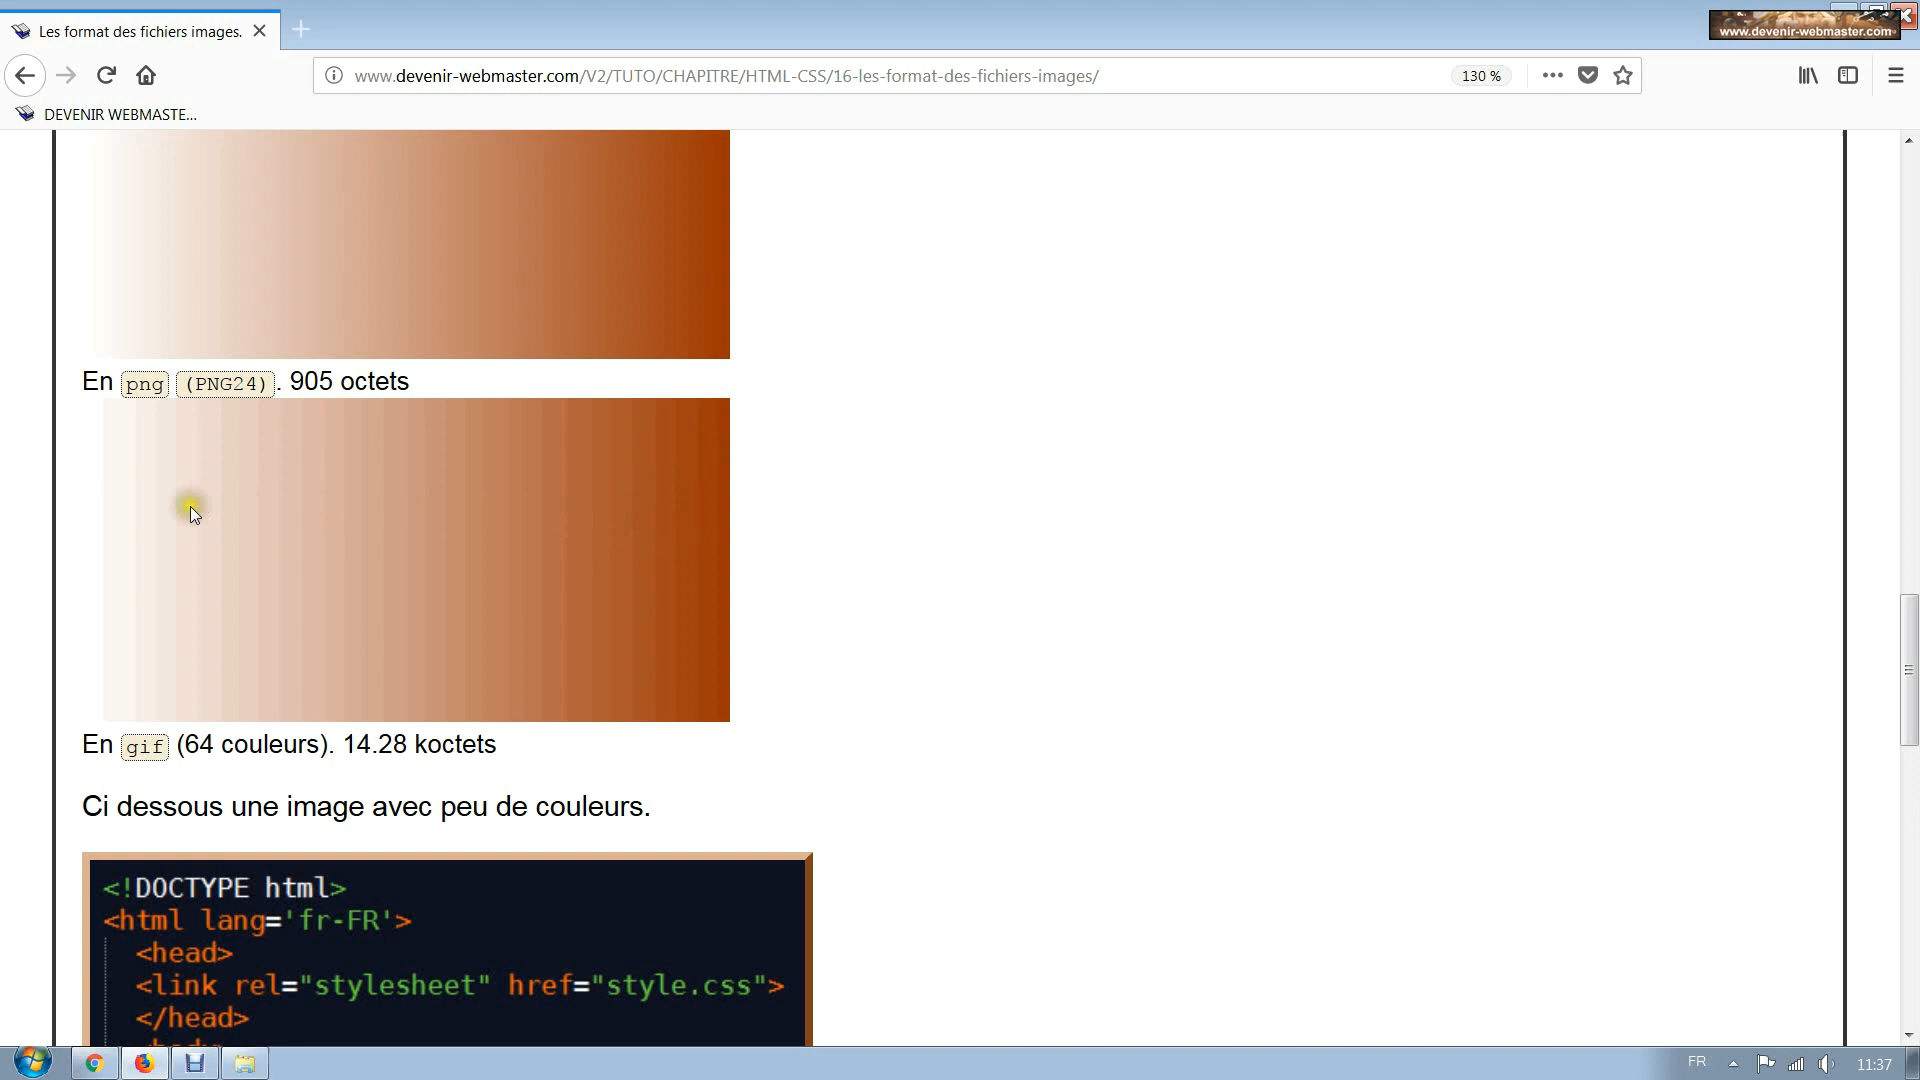 Les format des fichiers images.
www.devenir-webmaster.com
www.devenir-webmaster.com/V2/TUTO/CHAPITRE/HTML-CSS/16-les-format-des-fichiers-images/
130 %
DEVENIR WEBMASTE...
En png (PNG24). 905 octets
En gif (64 couleurs). 14.28 koctets
Ci dessous une image avec peu de couleurs.
<!DOCTYPE html>
<html lang='fr-FR'>
<head>
<link rel="stylesheet" href="style.css">
</head>
FR
11:37